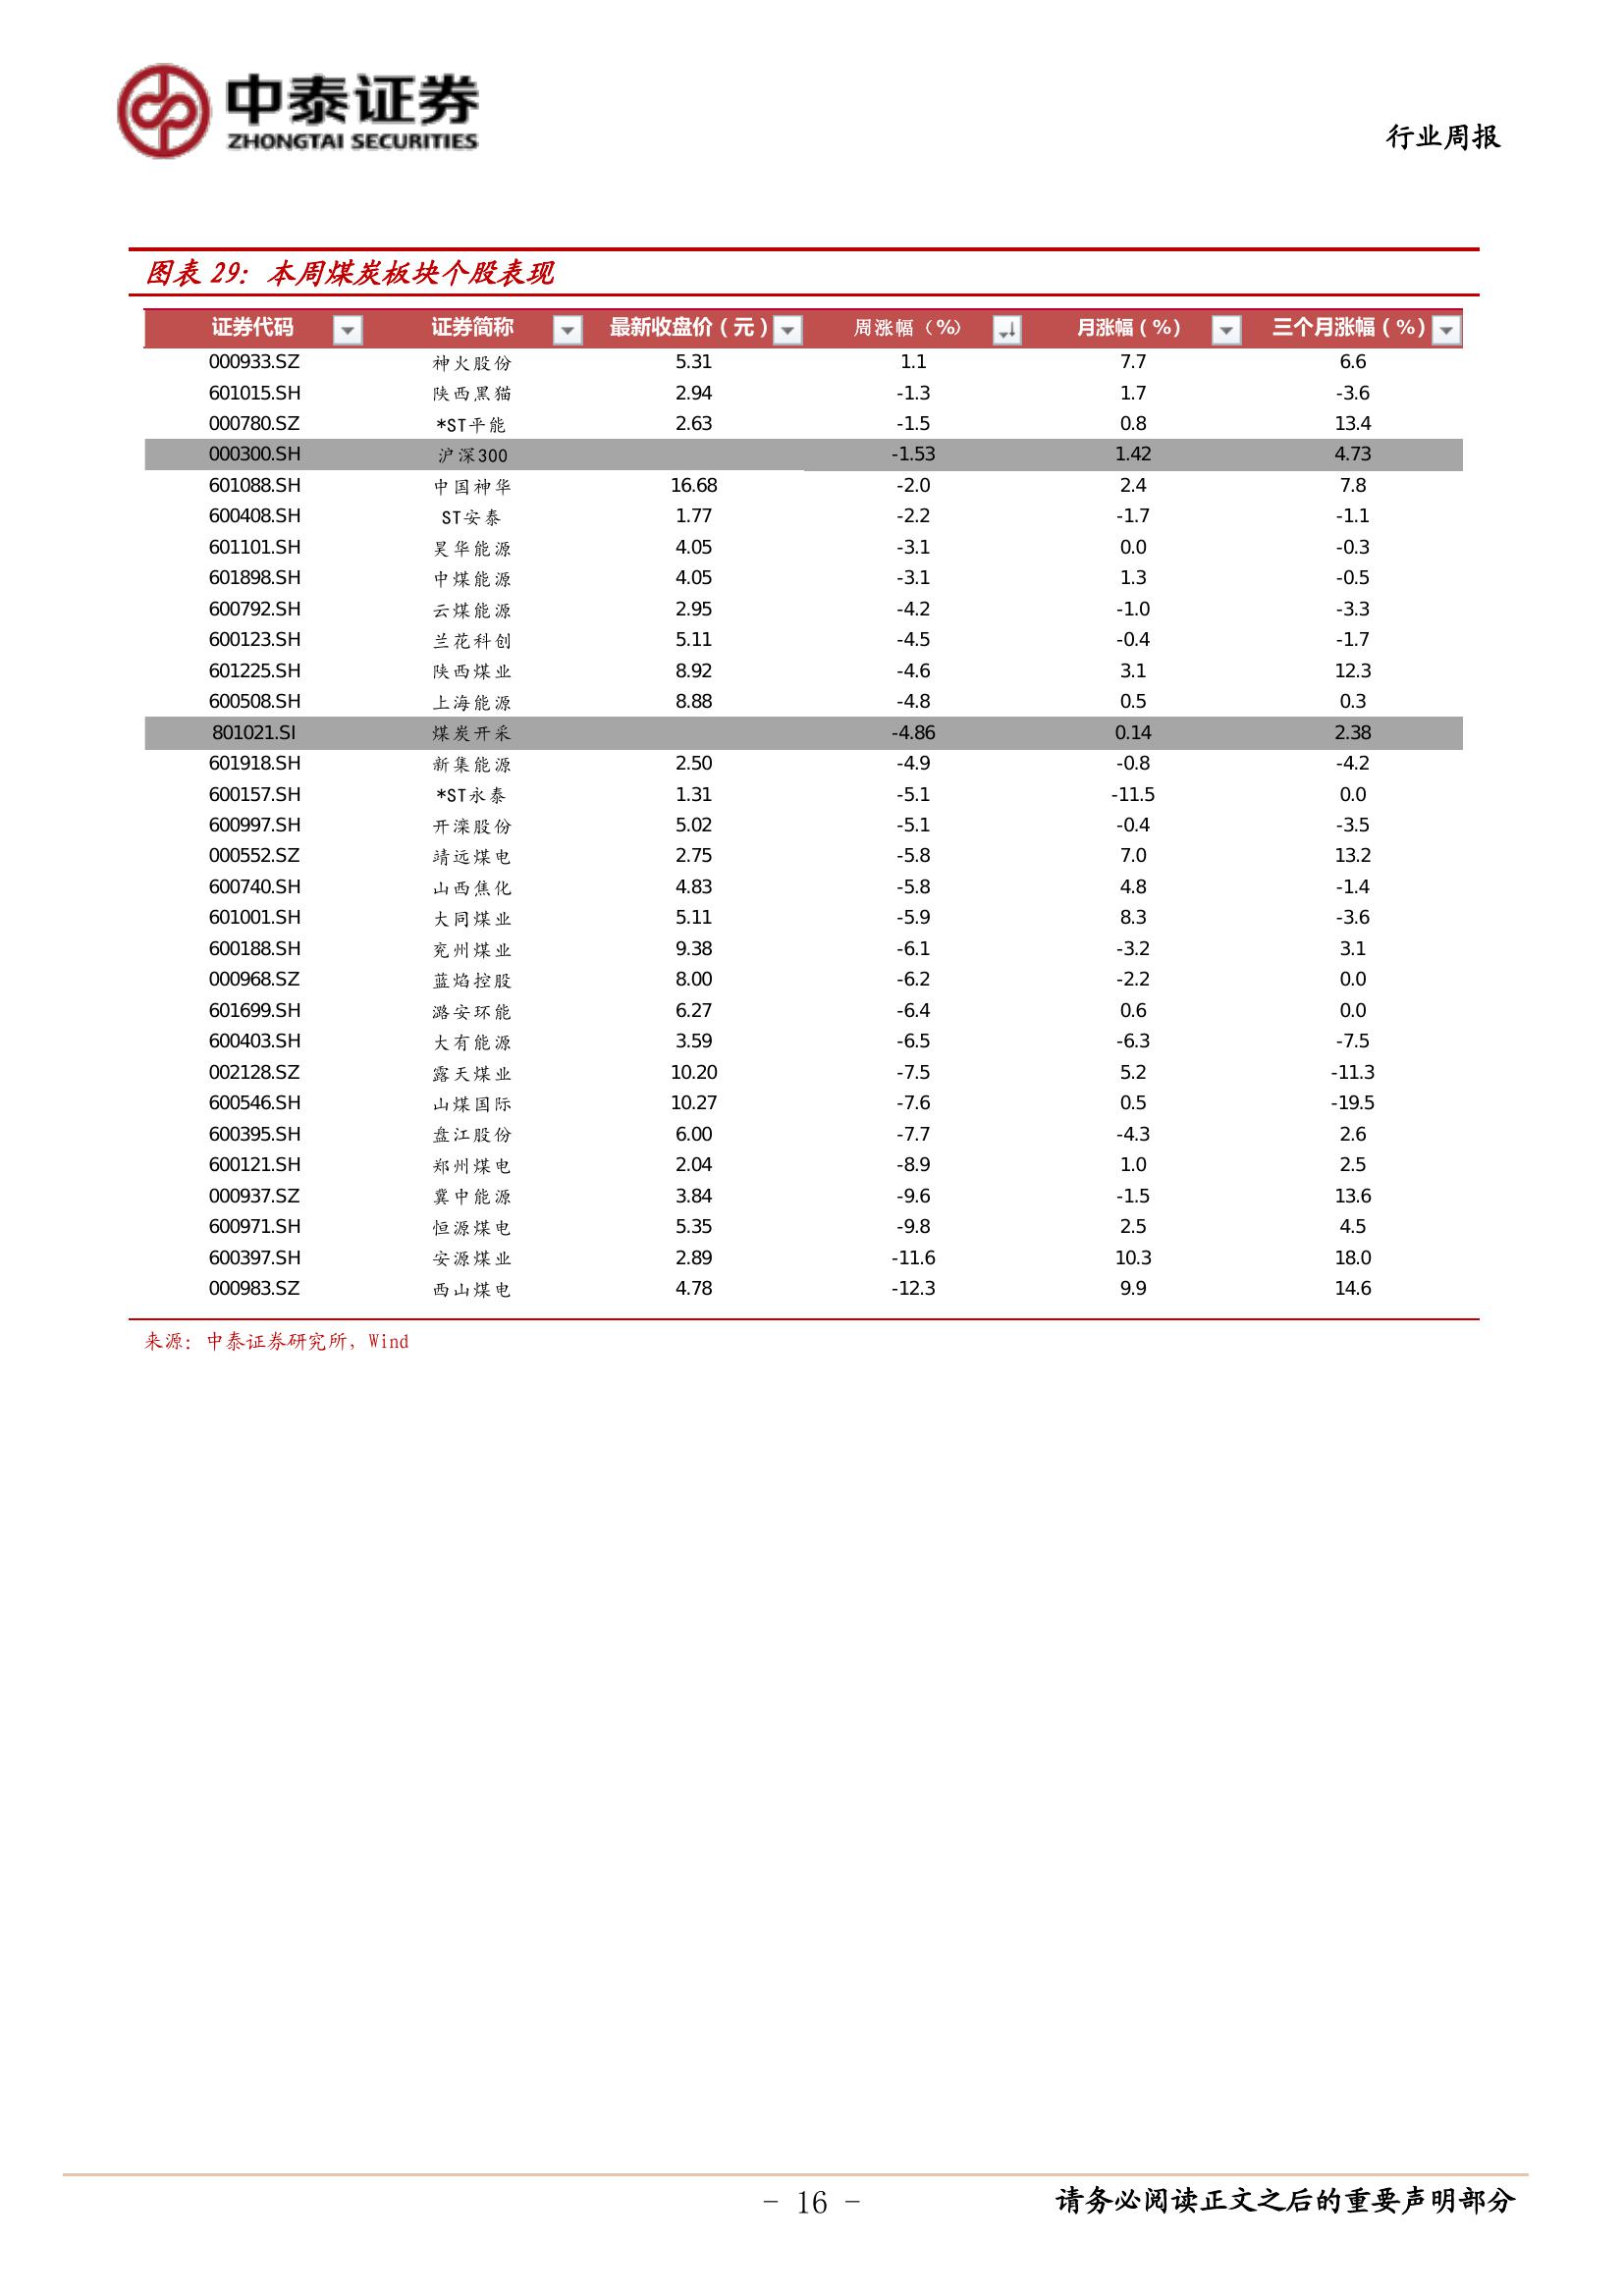 中泰证券
ZHONGTAI SECURITIES
行业周报
图表 29：本周煤炭板块个股表现
证券代码 证券简称 最新收盘价（元） 周涨幅（%） 月涨幅（%） 三个月涨幅（%）
000933.SZ 神火股份 5.31 1.1 7.7 6.6
601015.SH 陕西黑猫 2.94 -1.3 1.7 -3.6
000780.SZ *ST平能 2.63 -1.5 0.8 13.4
000300.SH 沪深300 -1.53 1.42 4.73
601088.SH 中国神华 16.68 -2.0 2.4 7.8
600408.SH ST安泰 1.77 -2.2 -1.7 -1.1
601101.SH 昊华能源 4.05 -3.1 0.0 -0.3
601898.SH 中煤能源 4.05 -3.1 1.3 -0.5
600792.SH 云煤能源 2.95 -4.2 -1.0 -3.3
600123.SH 兰花科创 5.11 -4.5 -0.4 -1.7
601225.SH 陕西煤业 8.92 -4.6 3.1 12.3
600508.SH 上海能源 8.88 -4.8 0.5 0.3
801021.SI 煤炭开采 -4.86 0.14 2.38
601918.SH 新集能源 2.50 -4.9 -0.8 -4.2
600157.SH *ST永泰 1.31 -5.1 -11.5 0.0
600997.SH 开滦股份 5.02 -5.1 -0.4 -3.5
000552.SZ 靖远煤电 2.75 -5.8 7.0 13.2
600740.SH 山西焦化 4.83 -5.8 4.8 -1.4
601001.SH 大同煤业 5.11 -5.9 8.3 -3.6
600188.SH 兖州煤业 9.38 -6.1 -3.2 3.1
000968.SZ 蓝焰控股 8.00 -6.2 -2.2 0.0
601699.SH 潞安环能 6.27 -6.4 0.6 0.0
600403.SH 大有能源 3.59 -6.5 -6.3 -7.5
002128.SZ 露天煤业 10.20 -7.5 5.2 -11.3
600546.SH 山煤国际 10.27 -7.6 0.5 -19.5
600395.SH 盘江股份 6.00 -7.7 -4.3 2.6
600121.SH 郑州煤电 2.04 -8.9 1.0 2.5
000937.SZ 冀中能源 3.84 -9.6 -1.5 13.6
600971.SH 恒源煤电 5.35 -9.8 2.5 4.5
600397.SH 安源煤业 2.89 -11.6 10.3 18.0
000983.SZ 西山煤电 4.78 -12.3 9.9 14.6
来源：中泰证券研究所，Wind
- 16 -
请务必阅读正文之后的重要声明部分